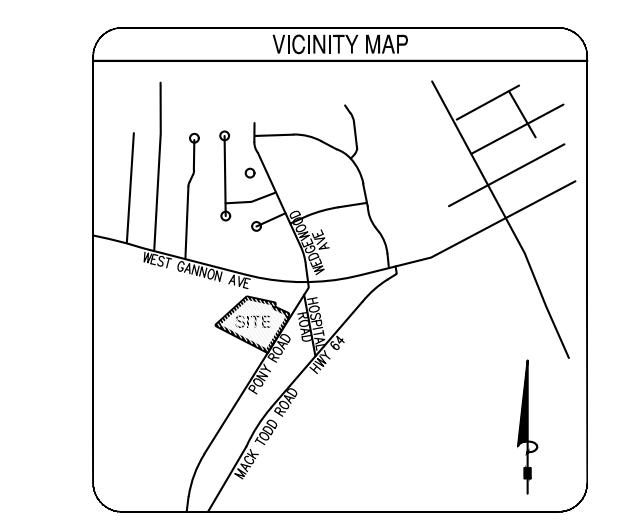 VICINITY MAP
WEDGEWOOD
AVE
WEST GANNON AVE
SITE
HOSPITAL
ROAD
PONY ROAD
HWY 64
MACK TODD ROAD